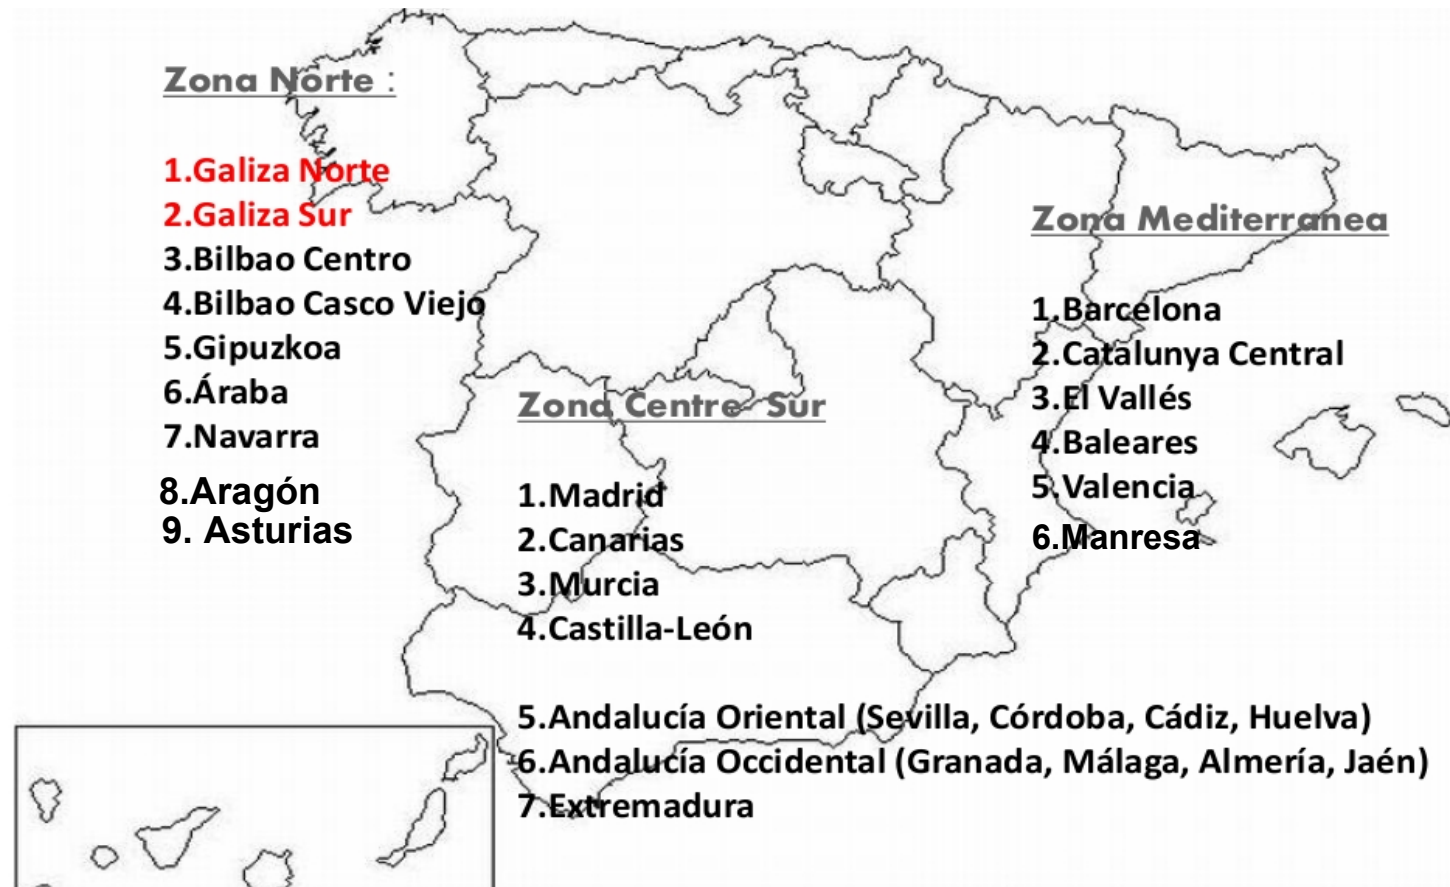 Zona Norte :
1.Galiza Norte
2.Galiza Sur
3.Bilbao Centro
4.Bilbao Casco Viejo
5.Gipuzkoa
6.Áraba
7.Navarra
8.Aragón
9. Asturias
Zona Centre- Sur
1.Madrid
2.Canarias
3.Murcia
4.Castilla-León
5.Andalucía Oriental (Sevilla, Córdoba, Cádiz, Huelva)
6.Andalucía Occidental (Granada, Málaga, Almería, Jaén)
7.Extremadura
Zona Mediterranea
1.Barcelona
2.Catalunya Central
3.El Vallés
4.Baleares
5.Valencia
6.Manresa